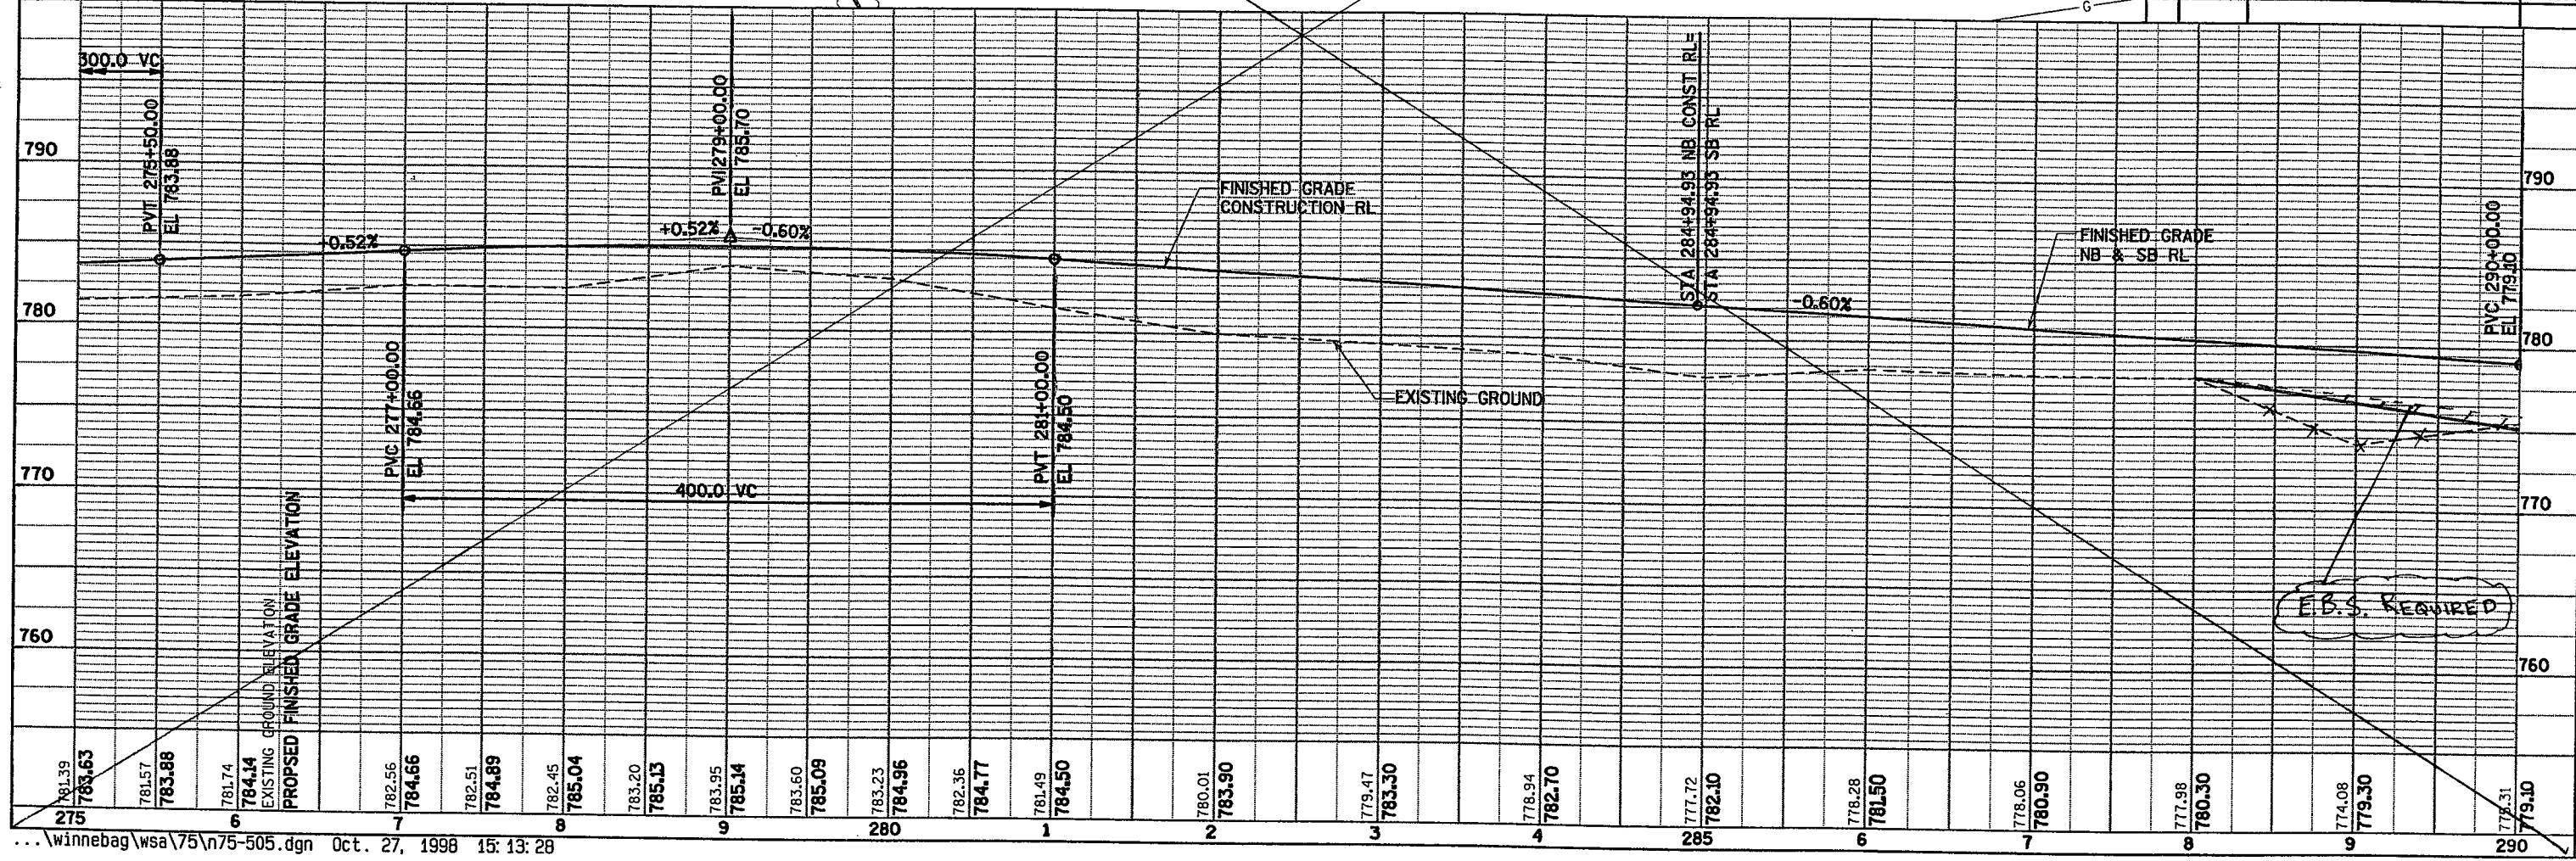 G
300.0 VC
PVT 275+50.00
EL 783.88
PVI 279+00.00
EL 785.70
STA 284+94.93 NB CONST RL=
STA 284+94.93 SB RL
PVC 290+00.00
EL 779.10
790
790
+0.52%
+0.52%
-0.60%
FINISHED GRADE
CONSTRUCTION RL
FINISHED GRADE
NB & SB RL
-0.60%
780
780
PVC 277+00.00
EL 784.66
PVT 281+00.00
EL 784.50
EXISTING GROUND
770
770
400.0 VC
E.B.S. REQUIRED
760
760
EXISTING GROUND ELEVATION
PROPSED FINISHED GRADE ELEVATION
781.39
783.63
781.57
783.88
781.74
784.14
782.56
784.66
782.51
784.89
782.45
785.04
783.20
785.13
783.95
785.14
783.60
785.09
783.23
784.96
782.36
784.77
781.49
784.50
780.01
783.90
779.47
783.30
778.94
782.70
777.72
782.10
778.28
781.50
778.06
780.90
777.98
780.30
774.08
779.30
779.10
275 6 7 8 9 280 1 2 3 4 285 6 7 8 9 290
...\winnebag\wsa\75\n75-505.dgn Oct. 27, 1998 15:13:28